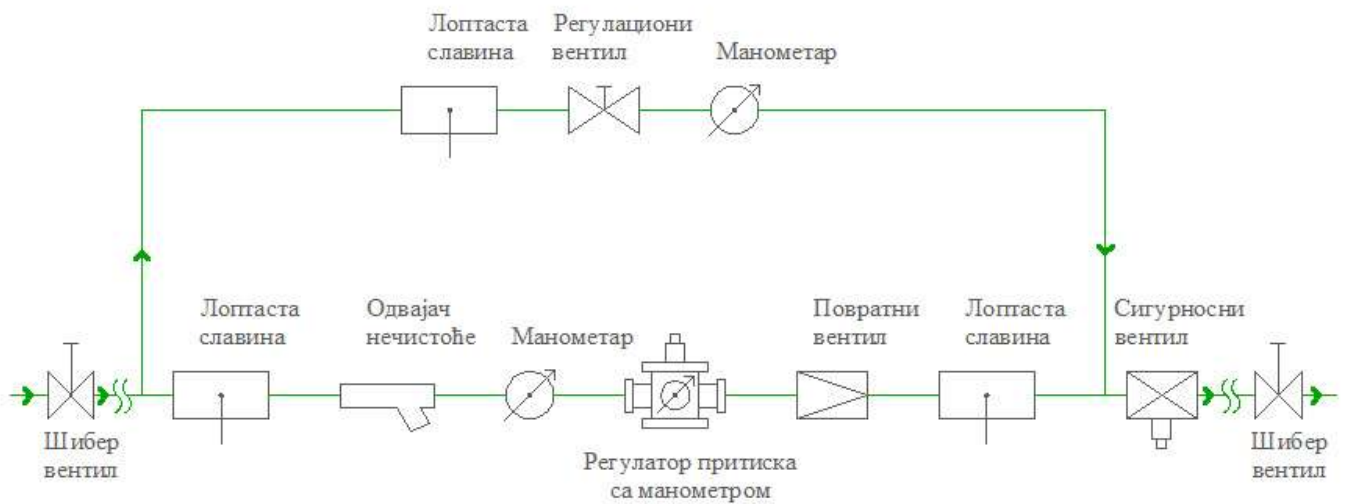 Лоптаста
славина
Регулациони
вентил
Манометар
Лоптаста
славина
Одвајач
нечистоће
Манометар
Повратни
вентил
Лоптаста
славина
Сигурносни
вентил
Шибер
вентил
Регулатор притиска
са манометром
Шибер
вентил